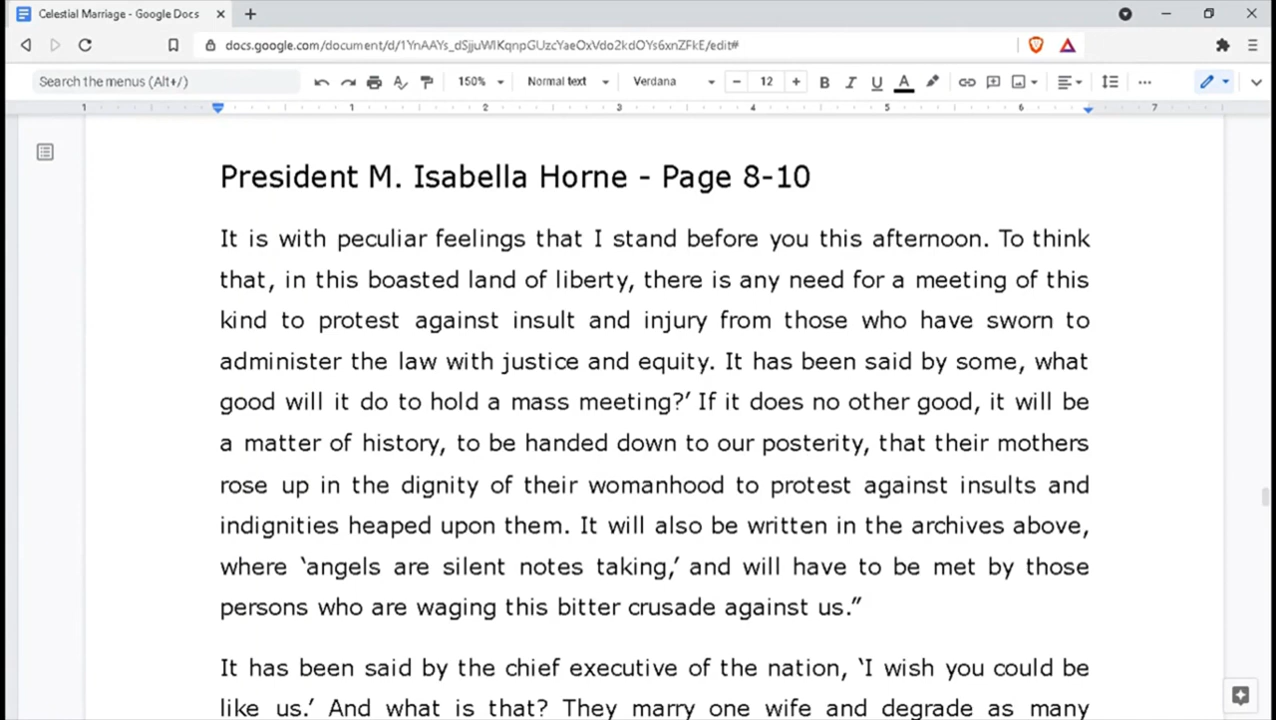 Celestial Marriage - Google Docs
docs.google.com/document/d/1YnAAYs_dSjjuWIKqnpGUzcYaeOxVdo2kdOYs6xnZFkE/edit#
Search the menus (Alt+/) 150% Normal text Verdana 12 B I U A
1 1 2 3 4 5 6 7
President M. Isabella Horne - Page 8-10
It is with peculiar feelings that I stand before you this afternoon. To think
that, in this boasted land of liberty, there is any need for a meeting of this
kind to protest against insult and injury from those who have sworn to
administer the law with justice and equity. It has been said by some, what
good will it do to hold a mass meeting?’ If it does no other good, it will be
a matter of history, to be handed down to our posterity, that their mothers
rose up in the dignity of their womanhood to protest against insults and
indignities heaped upon them. It will also be written in the archives above,
where ‘angels are silent notes taking,’ and will have to be met by those
persons who are waging this bitter crusade against us.”
It has been said by the chief executive of the nation, ‘I wish you could be
like us.’ And what is that? They marry one wife and degrade as many